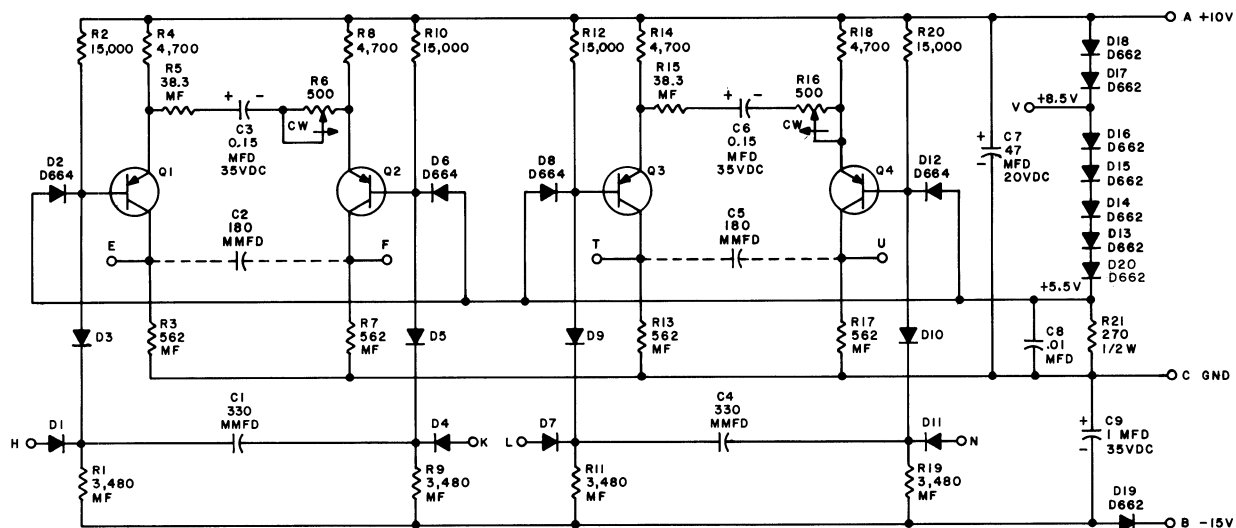 A +10V
R2
15,000
R4
4,700
R8
4,700
R10
15,000
R12
15,000
R14
4,700
R18
4,700
R20
15,000
D18
D662
D17
D662
R5
38.3
MF
+ -
C3
0.15
MFD
35VDC
R6
500
CW
R15
38.3
MF
+ -
C6
0.15
MFD
35VDC
R16
500
CW
V
+8.5V
+
-
C7
47
MFD
20VDC
D16
D662
D15
D662
D14
D662
D13
D662
D20
D662
+5.5V
D2
D664
Q1
Q2
D6
D664
D8
D664
Q3
Q4
D12
D664
C2
180
MMFD
E
F
C5
180
MMFD
T
U
D3
R3
562
MF
R7
562
MF
D5
D9
R13
562
MF
R17
562
MF
D10
C8
.01
MFD
R21
270
1/2 W
C GND
H
D1
C1
330
MMFD
D4
K
L
D7
C4
330
MMFD
D11
N
+
-
C9
1 MFD
35VDC
R1
3,480
MF
R9
3,480
MF
R11
3,480
MF
R19
3,480
MF
D19
D662
B -15V